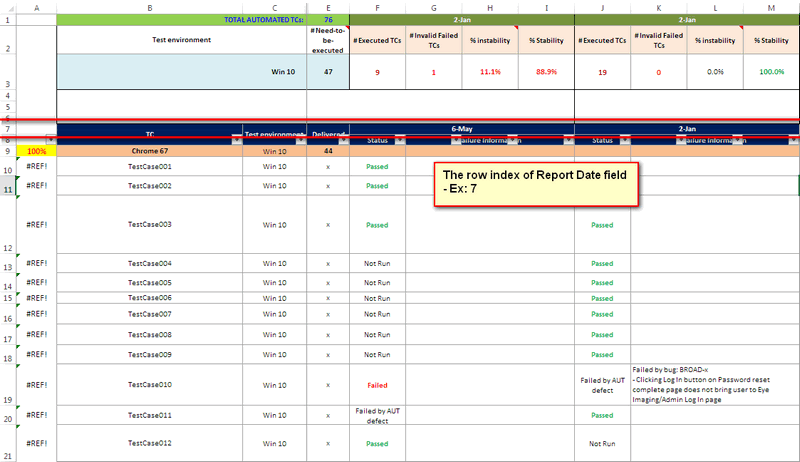 A B C D E F G H I J K L M
1 TOTAL AUTOMATED TCs: 76 2-Jan 2-Jan
2 Test environment #Need-to-be-executed # Executed TCs # Invalid Failed TCs % instability % Stability # Executed TCs # Invalid Failed TCs % instability % Stability
3 Win 10 47 9 1 11.1% 88.9% 19 0 0.0% 100.0%
4
5
6
7 TC Test environment Delivered 6-May 2-Jan
8 Status Failure information Status Failure information
9 100% Chrome 67 Win 10 44
10 #REF! TestCase001 Win 10 x Passed
11 #REF! TestCase002 Win 10 x Passed
The row index of Report Date field
- Ex: 7
12 #REF! TestCase003 Win 10 x Passed Passed
13 #REF! TestCase004 Win 10 x Not Run Passed
14 #REF! TestCase005 Win 10 x Not Run Passed
15 #REF! TestCase006 Win 10 x Not Run Passed
16 #REF! TestCase007 Win 10 x Not Run Passed
17 #REF! TestCase008 Win 10 x Not Run Passed
18 #REF! TestCase009 Win 10 x Not Run Passed
19 #REF! TestCase010 Win 10 x Failed Failed by AUT defect
Failed by bug: BROAD-x
- Clicking Log In button on Password reset
complete page does not bring user to Eye
Imaging/Admin Log In page
20 #REF! TestCase011 Win 10 x Failed by AUT defect Passed
21 #REF! TestCase012 Win 10 x Passed Not Run